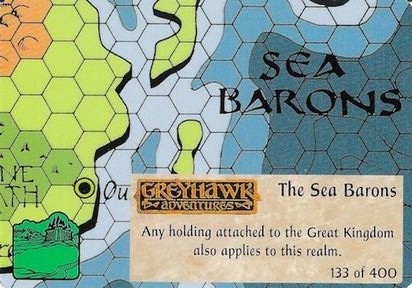 SEA
BARONS
Ou
GREYHAWK
ADVENTURES
The Sea Barons
Any holding attached to the Great Kingdom
also applies to this realm.
133 of 400